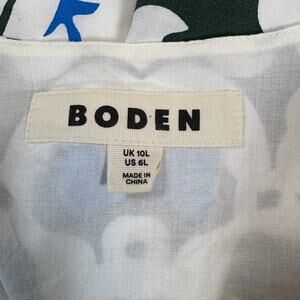 BODEN
UK 10L
US 6L
MADE IN
CHINA